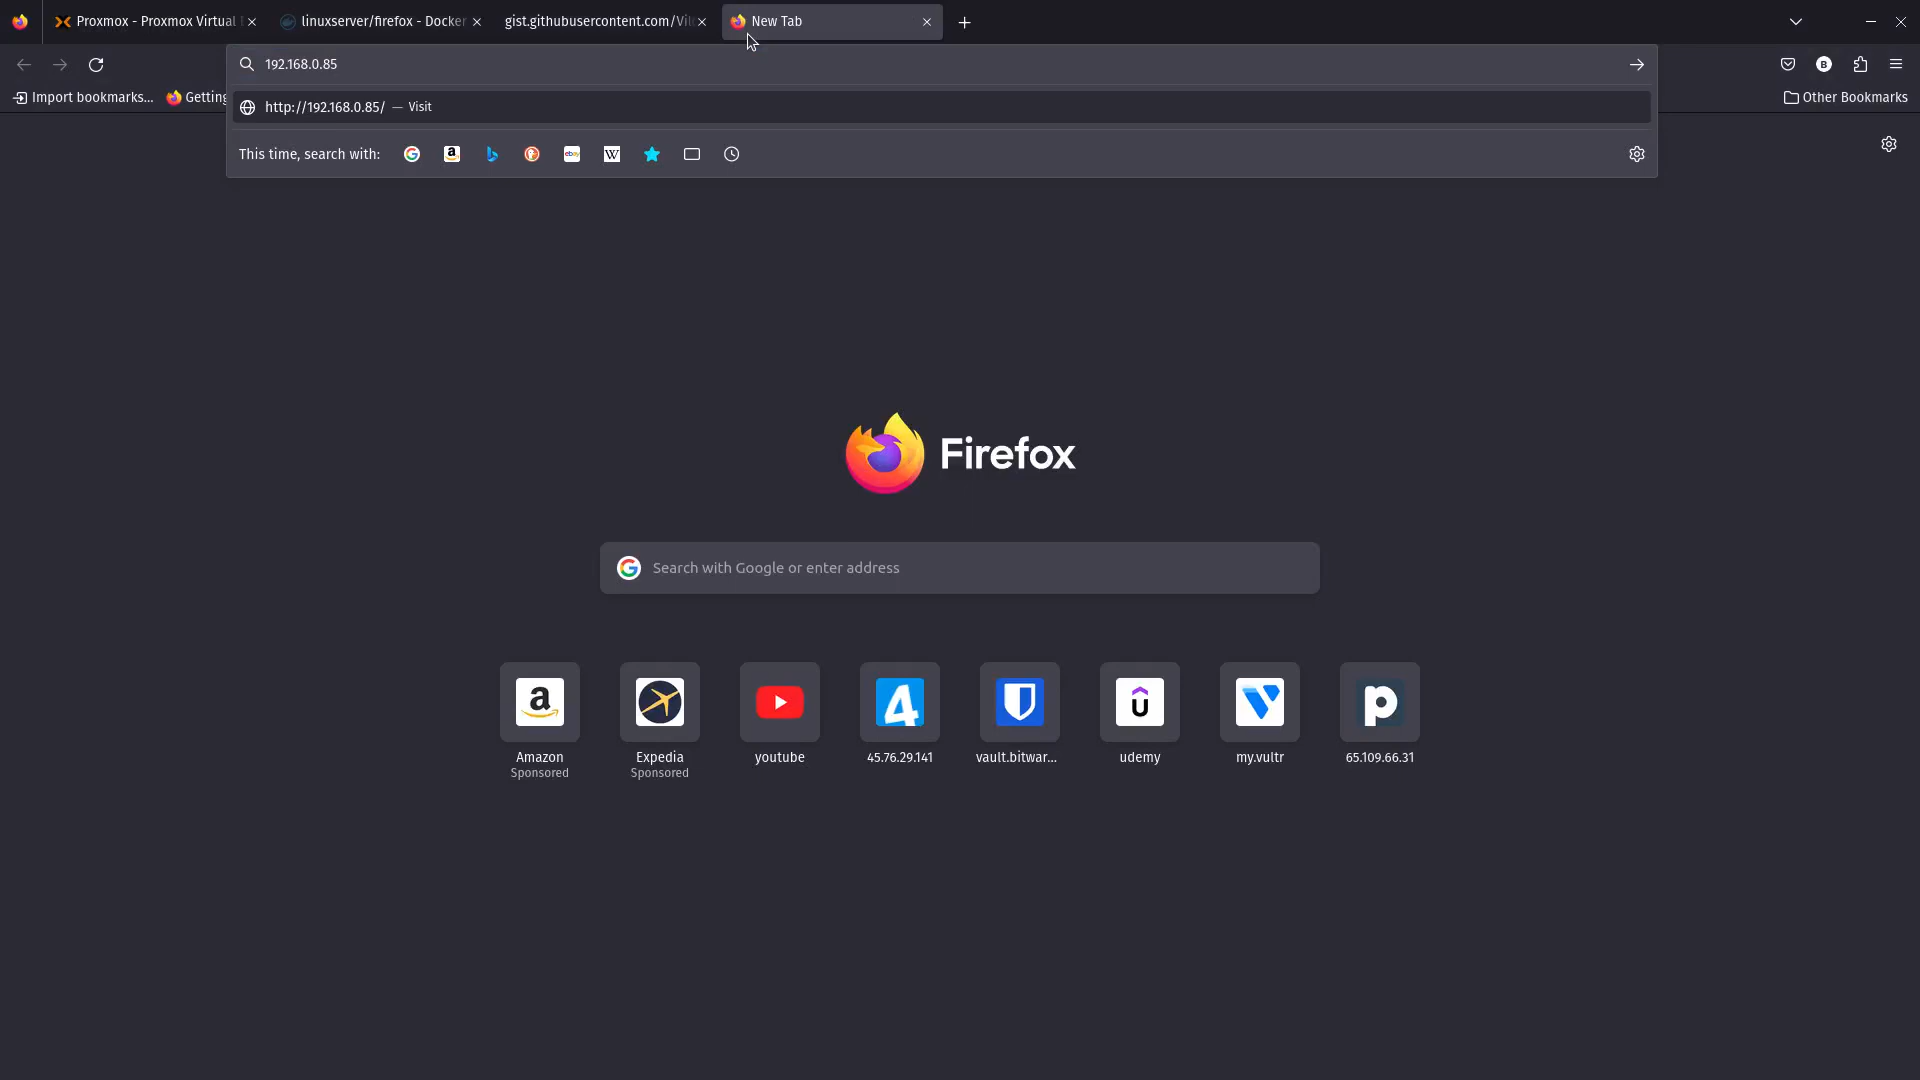 Proxmox - Proxmox Virtual
linuxserver/firefox - Docker
gist.githubusercontent.com/Vil
New Tab
192.168.0.85
Import bookmarks...
Getting
http://192.168.0.85/ — Visit
Other Bookmarks
This time, search with:
Firefox
Search with Google or enter address
Amazon
Sponsored
Expedia
Sponsored
youtube
45.76.29.141
vault.bitwar...
udemy
my.vultr
65.109.66.31